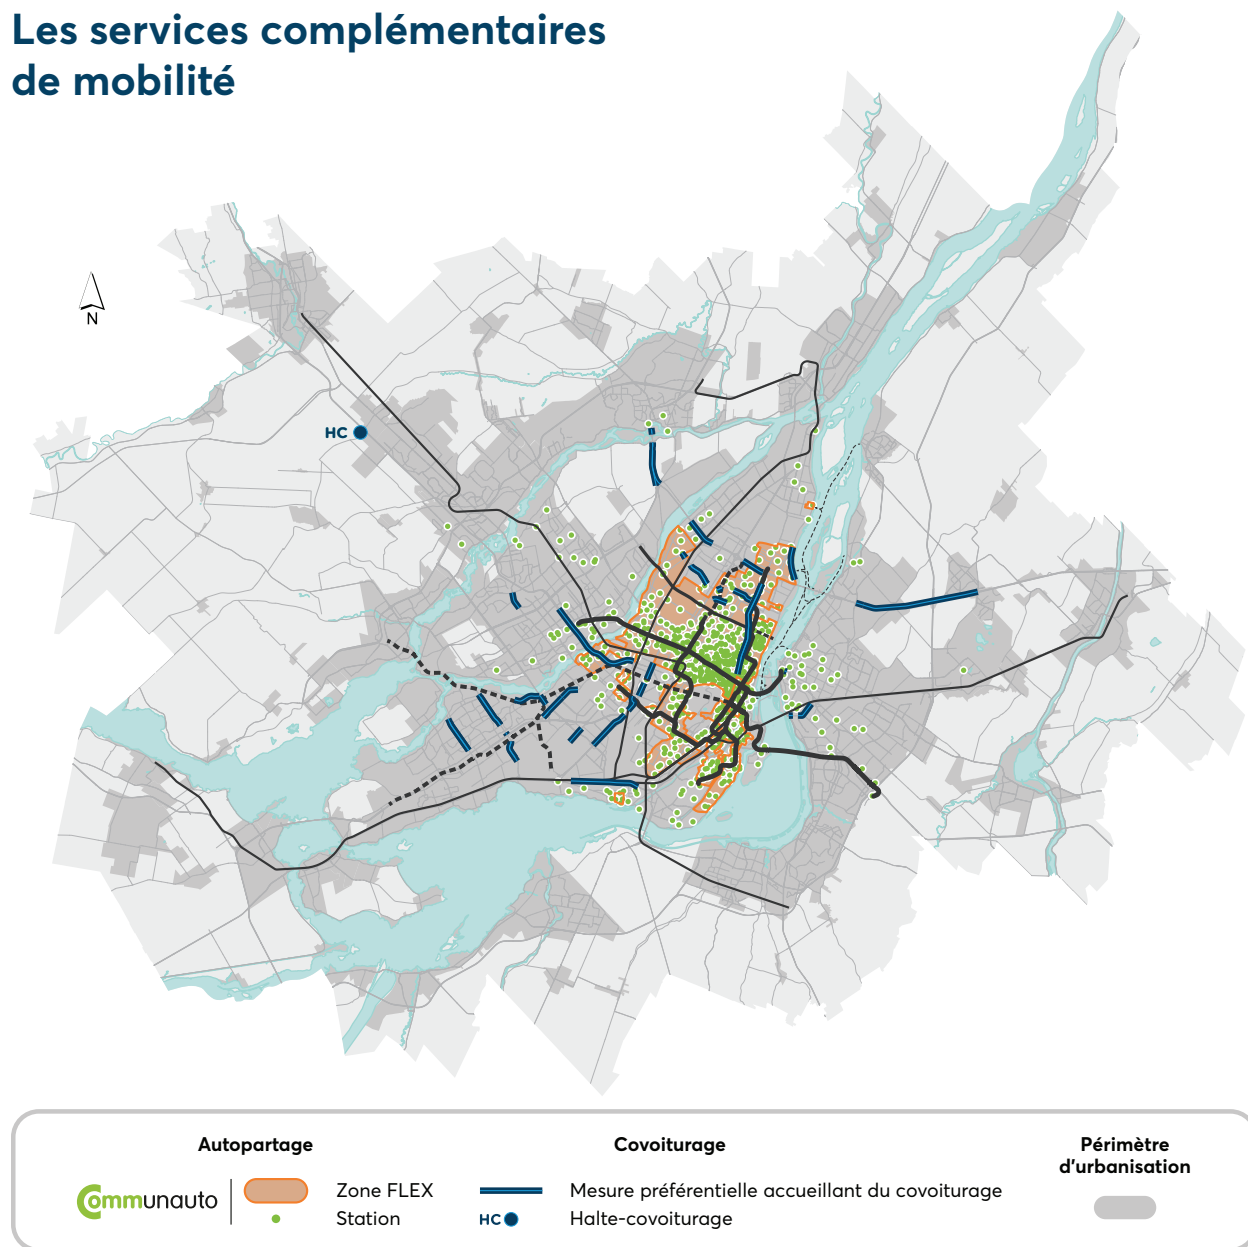 Les services complémentaires
de mobilité
N
HC
Autopartage
Covoiturage
Périmètre
d'urbanisation
Communauto
Zone FLEX
Station
Mesure préférentielle accueillant du covoiturage
HC
Halte-covoiturage